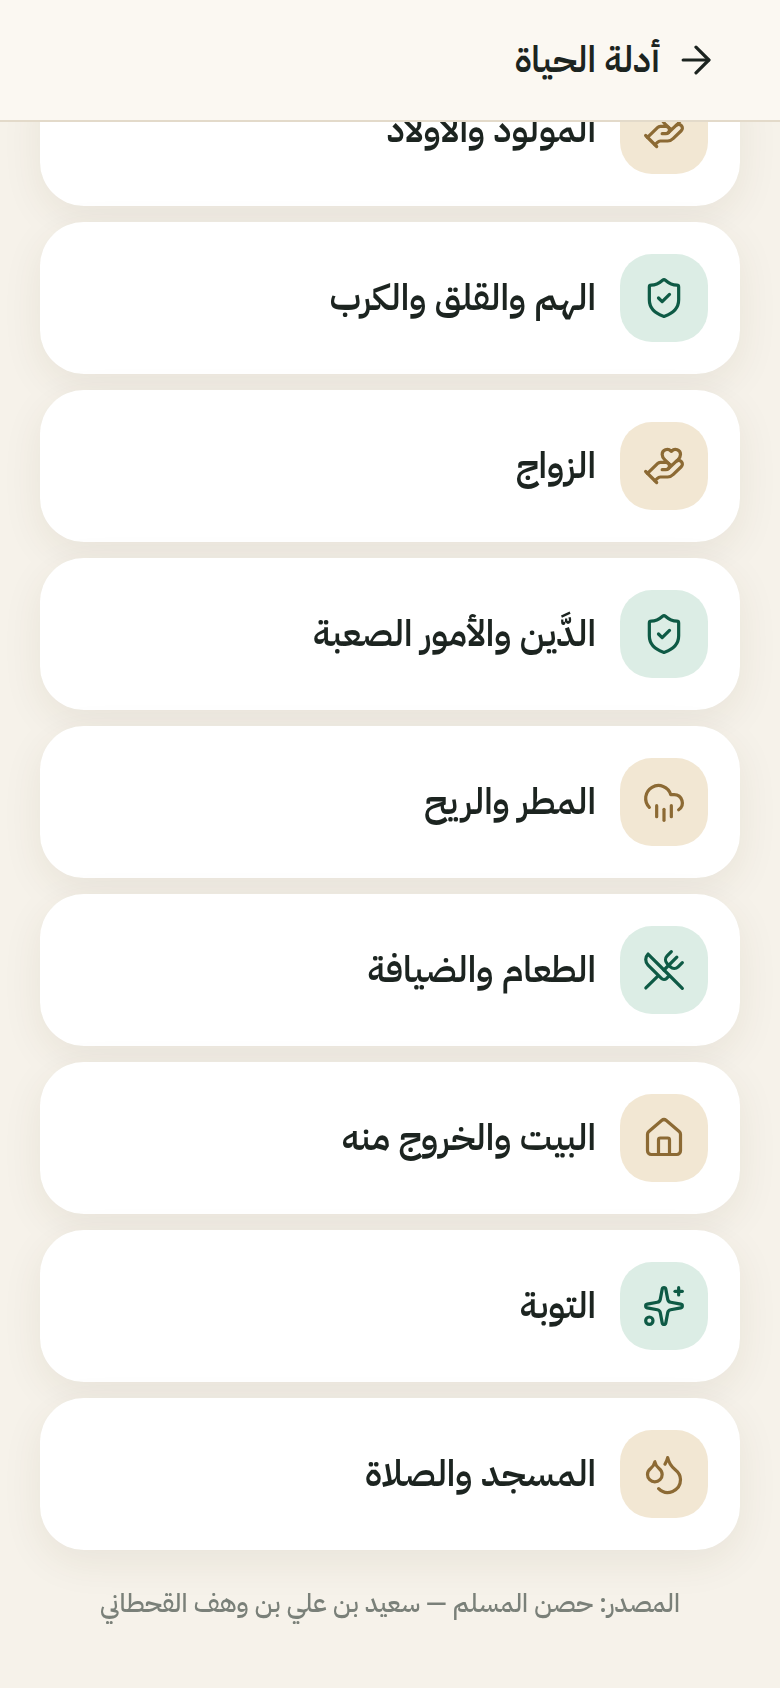 أدلة الحياة
المولود والأولاد
الهم والقلق والكرب
الزواج
الدَّين والأمور الصعبة
المطر والريح
الطعام والضيافة
البيت والخروج منه
التوبة
المسجد والصلاة
المصدر: حصن المسلم — سعيد بن علي بن وهف القحطاني